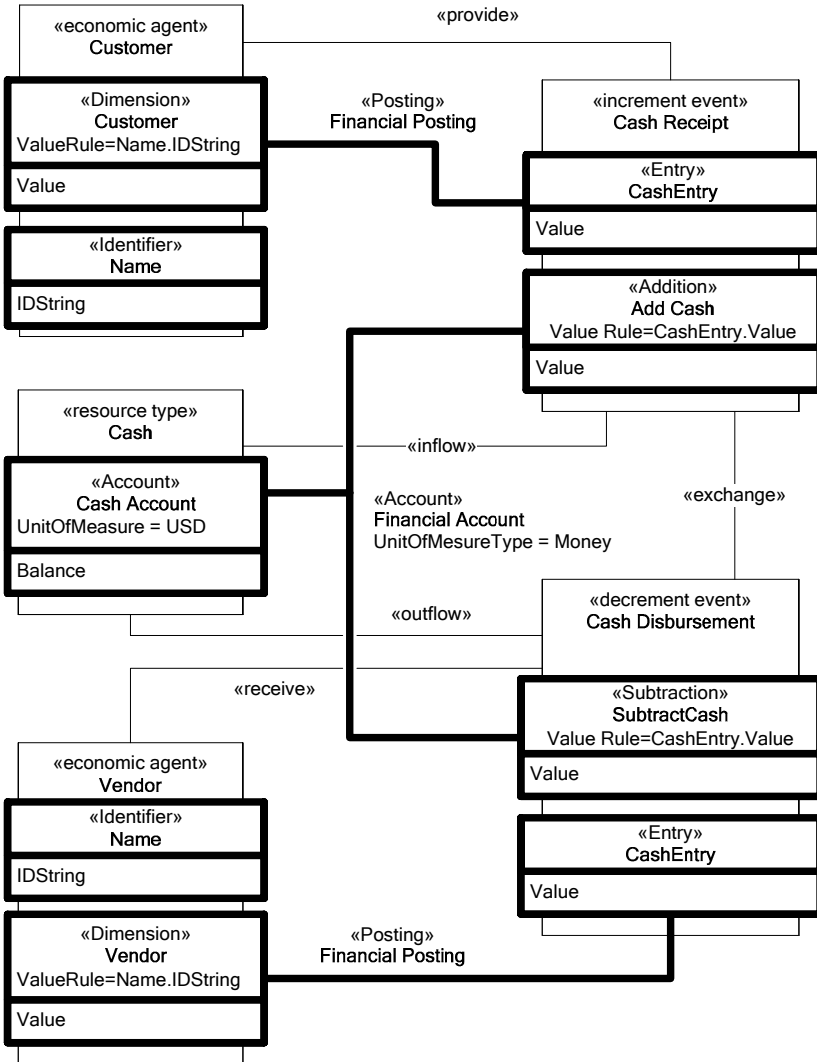 «economic agent»
Customer
«provide»
«Dimension»
Customer
ValueRule=Name.IDString
Value
«Identifier»
Name
IDString
«Posting»
Financial Posting
«increment event»
Cash Receipt
«Entry»
CashEntry
Value
«Addition»
Add Cash
Value Rule=CashEntry.Value
Value
«resource type»
Cash
«inflow»
«Account»
Cash Account
UnitOfMeasure = USD
Balance
«Account»
Financial Account
UnitOfMesureType = Money
«exchange»
«outflow»
«decrement event»
Cash Disbursement
«receive»
«Subtraction»
SubtractCash
Value Rule=CashEntry.Value
Value
«Entry»
CashEntry
Value
«economic agent»
Vendor
«Identifier»
Name
IDString
«Dimension»
Vendor
ValueRule=Name.IDString
Value
«Posting»
Financial Posting